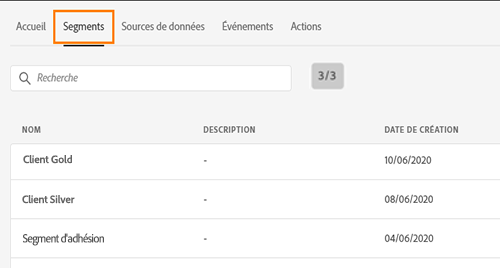 Accueil Segments Sources de données Événements Actions
Recherche 3/3
NOM DESCRIPTION DATE DE CRÉATION
Client Gold - 10/06/2020
Client Silver - 08/06/2020
Segment d'adhésion - 04/06/2020